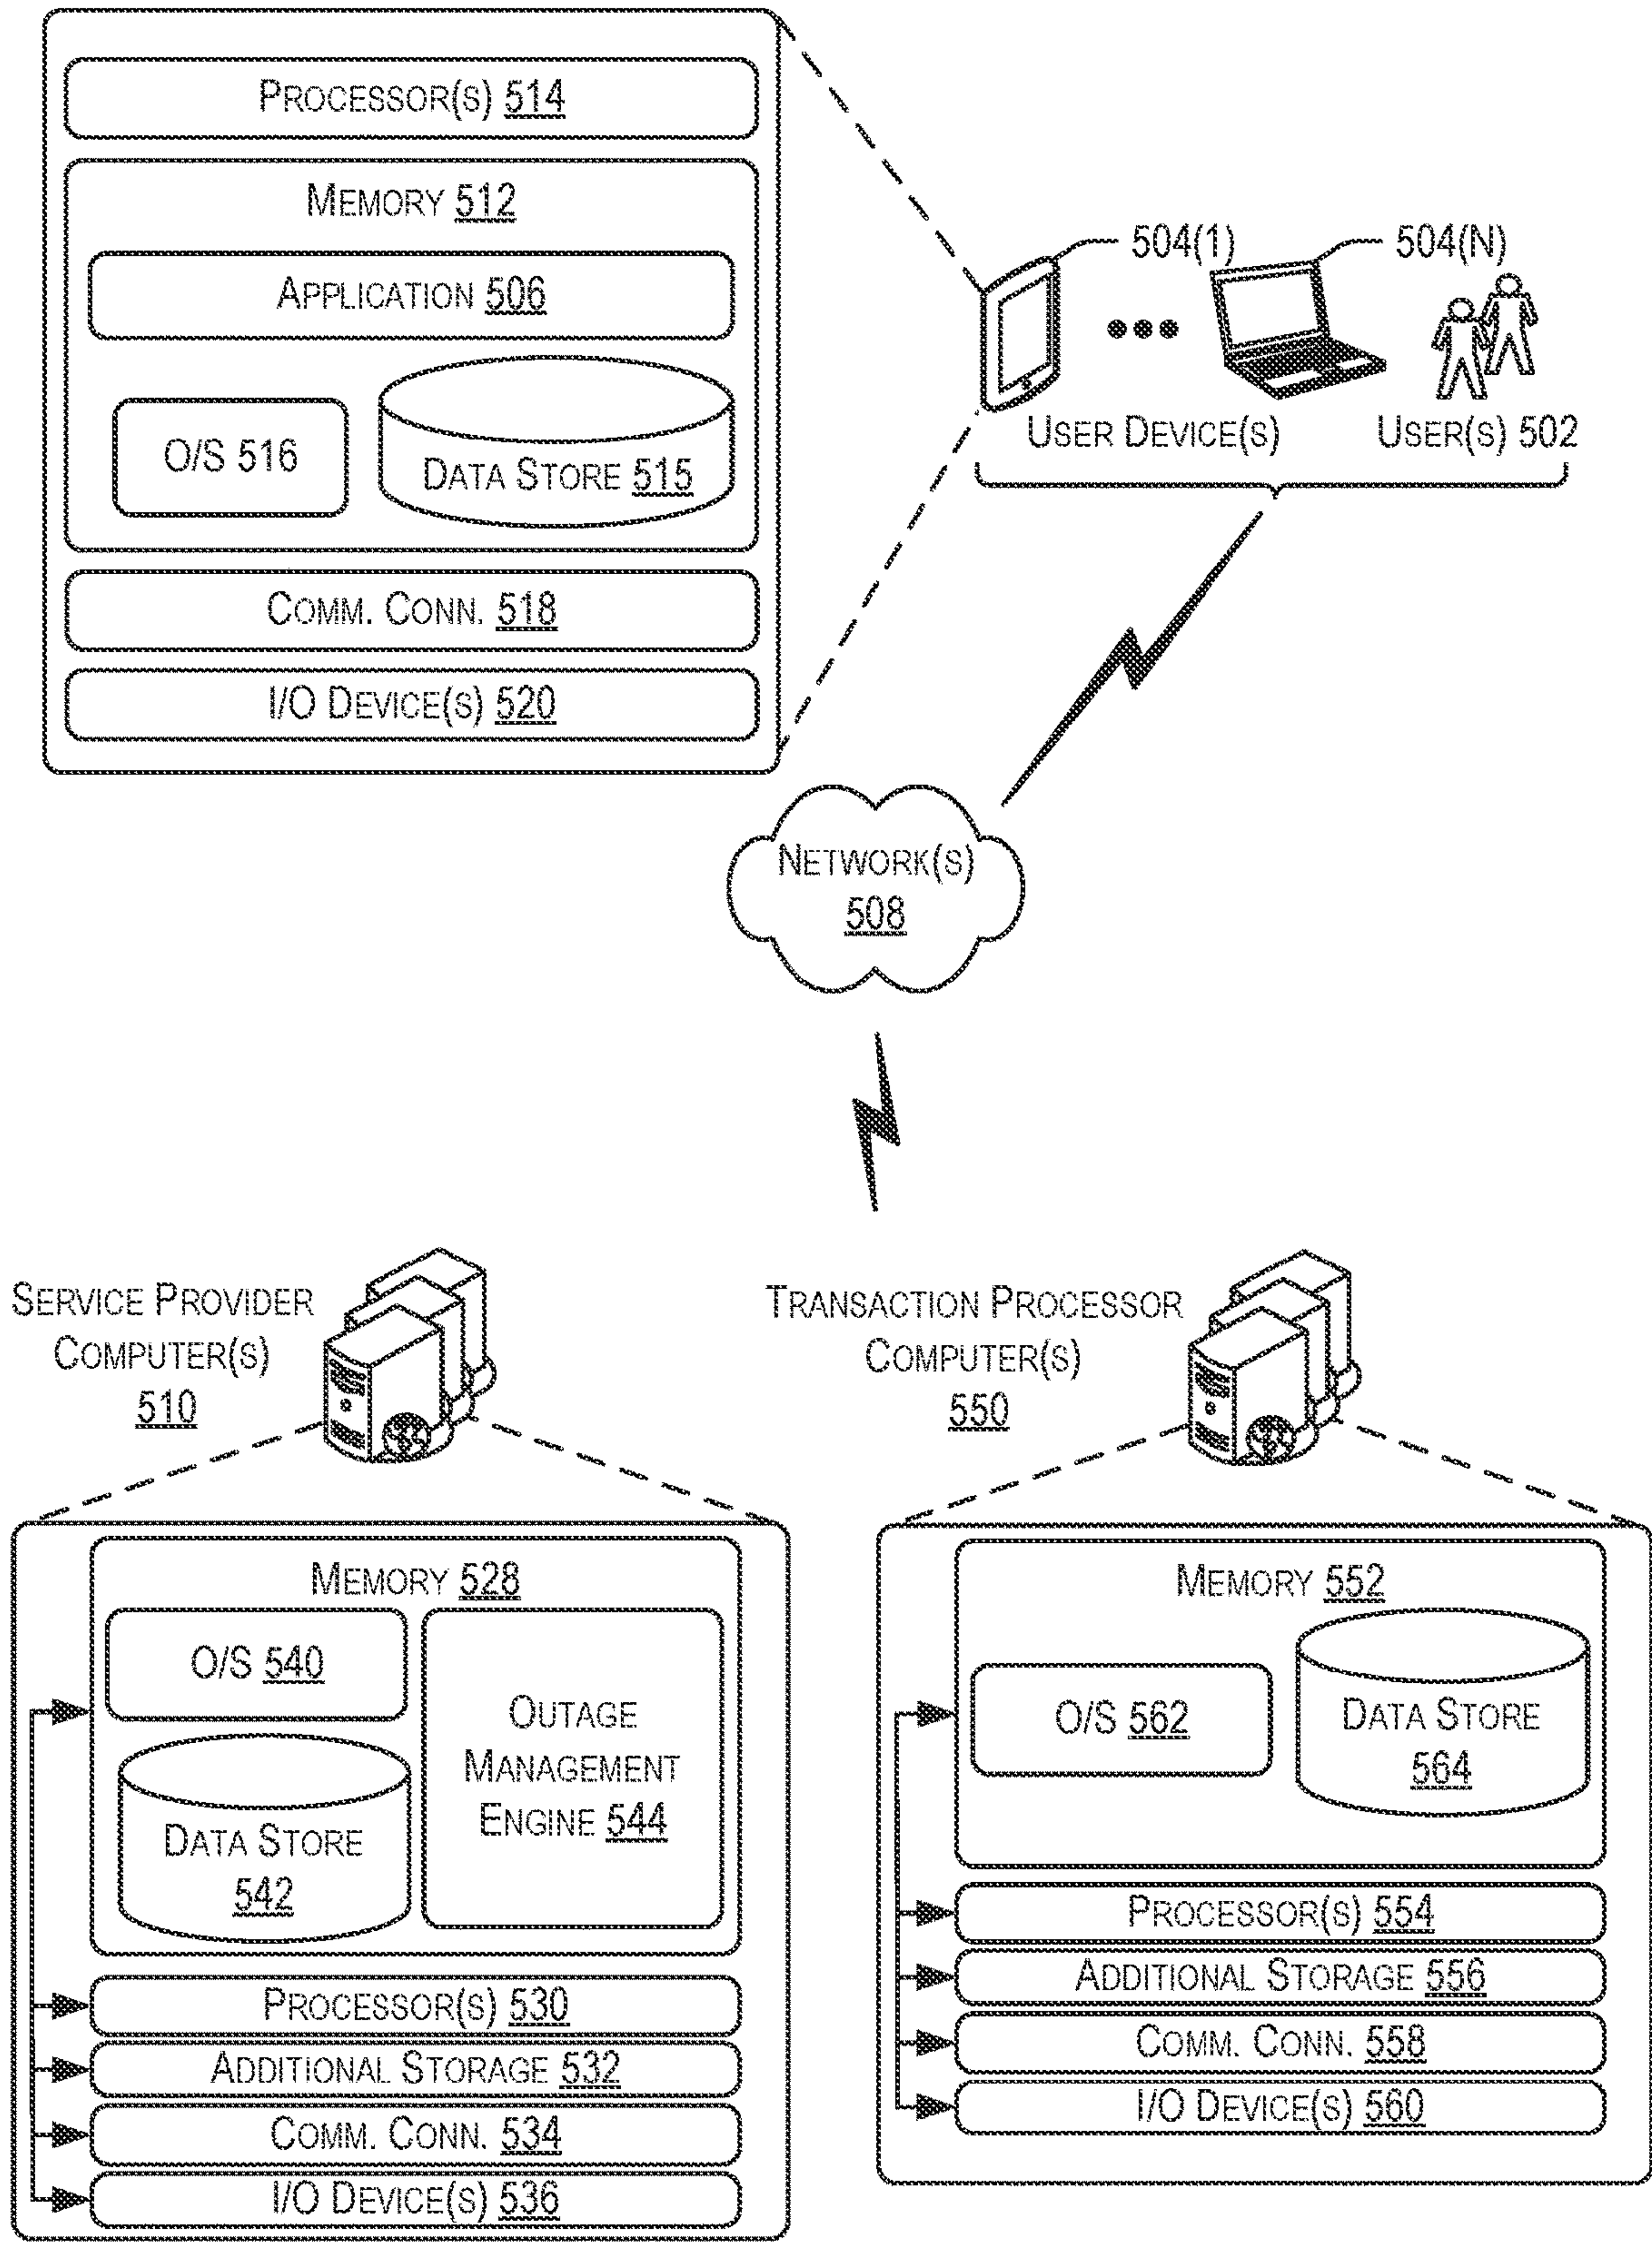 PROCESSOR(S) 514
MEMORY 512
APPLICATION 506
O/S 516
DATA STORE 515
COMM. CONN. 518
I/O DEVICE(S) 520
504(1)
504(N)
USER DEVICE(S)
USER(S) 502
NETWORK(S)
508
SERVICE PROVIDER
COMPUTER(S)
510
TRANSACTION PROCESSOR
COMPUTER(S)
550
MEMORY 528
O/S 540
DATA STORE
542
OUTAGE
MANAGEMENT
ENGINE 544
PROCESSOR(S) 530
ADDITIONAL STORAGE 532
COMM. CONN. 534
I/O DEVICE(S) 536
MEMORY 552
O/S 562
DATA STORE
564
PROCESSOR(S) 554
ADDITIONAL STORAGE 556
COMM. CONN. 558
I/O DEVICE(S) 560